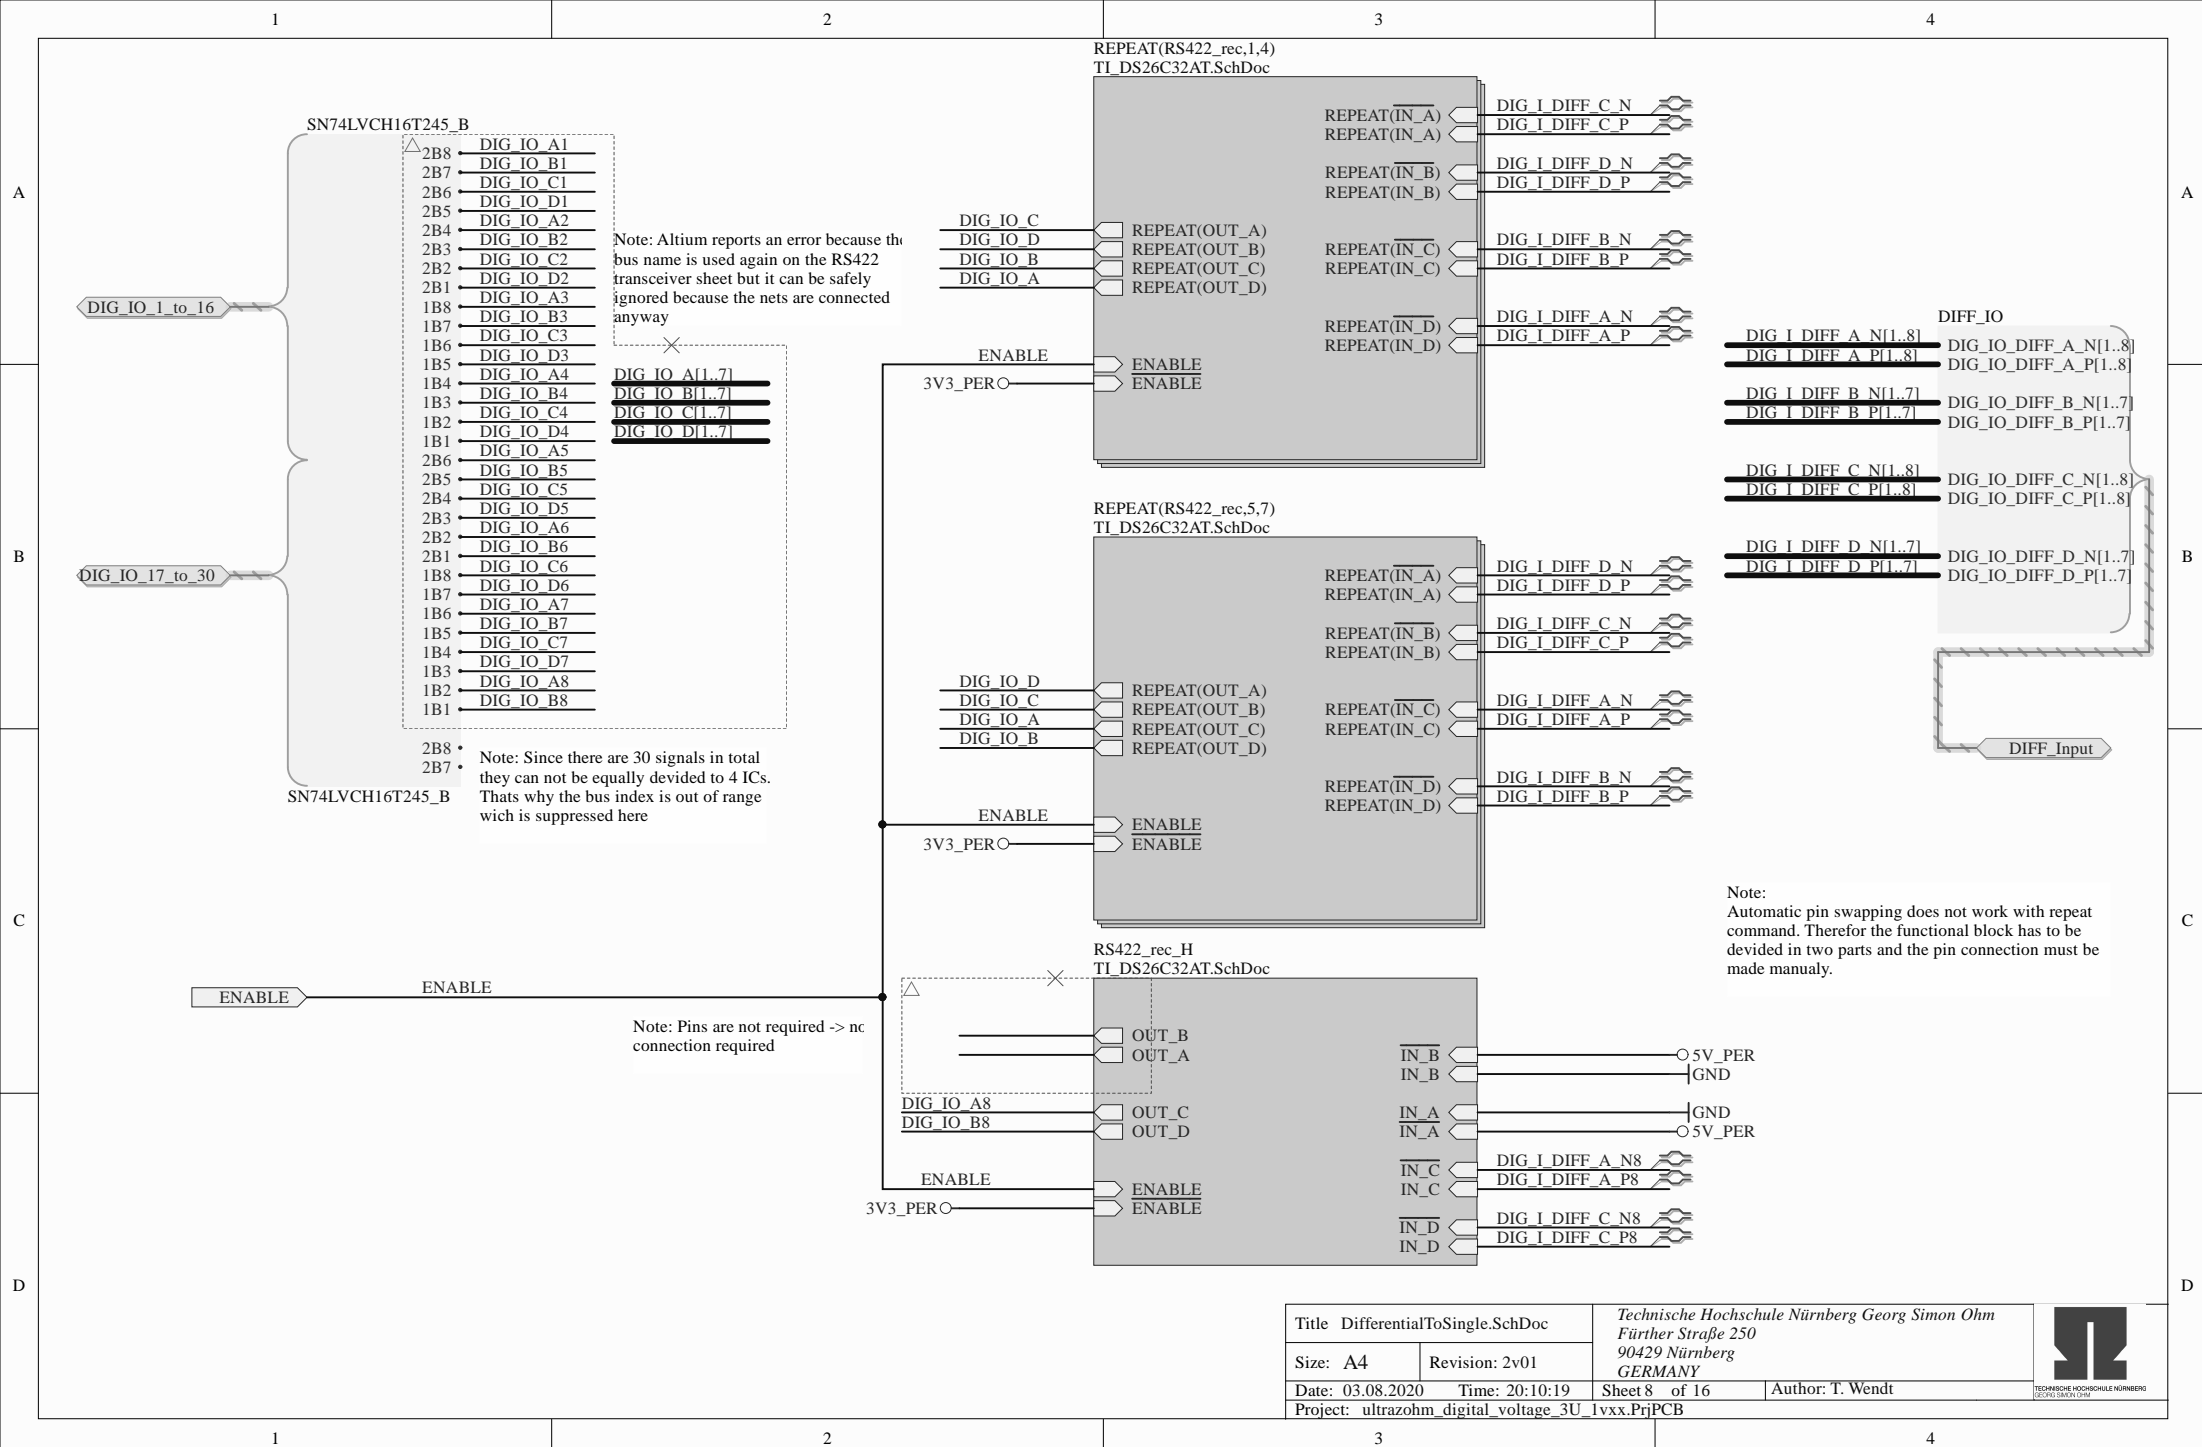 1 2 3 4
A
B
C
D
SN74LVCH16T245_B
2B8 DIG_IO_A1
2B7 DIG_IO_B1
2B6 DIG_IO_C1
2B5 DIG_IO_D1
2B4 DIG_IO_A2
2B3 DIG_IO_B2
2B2 DIG_IO_C2
2B1 DIG_IO_D2
1B8 DIG_IO_A3
1B7 DIG_IO_B3
1B6 DIG_IO_C3
1B5 DIG_IO_D3
1B4 DIG_IO_A4
1B3 DIG_IO_B4
1B2 DIG_IO_C4
1B1 DIG_IO_D4
2B6 DIG_IO_A5
2B5 DIG_IO_B5
2B4 DIG_IO_C5
2B3 DIG_IO_D5
2B2 DIG_IO_A6
2B1 DIG_IO_B6
1B8 DIG_IO_C6
1B7 DIG_IO_D6
1B6 DIG_IO_A7
1B5 DIG_IO_B7
1B4 DIG_IO_C7
1B3 DIG_IO_D7
1B2 DIG_IO_A8
1B1 DIG_IO_B8
2B8
2B7
SN74LVCH16T245_B
DIG_IO_1_to_16
DIG_IO_17_to_30
Note: Altium reports an error because the
bus name is used again on the RS422
transceiver sheet but it can be safely
ignored because the nets are connected
anyway
DIG_IO_A[1..7]
DIG_IO_B[1..7]
DIG_IO_C[1..7]
DIG_IO_D[1..7]
Note: Since there are 30 signals in total
they can not be equally devided to 4 ICs.
Thats why the bus index is out of range
wich is suppressed here
ENABLE ENABLE
Note: Pins are not required -> no
connection required
REPEAT(RS422_rec,1,4)
TI_DS26C32AT.SchDoc
REPEAT(IN_A) DIG_I_DIFF_C_N
REPEAT(IN_A) DIG_I_DIFF_C_P
REPEAT(IN_B) DIG_I_DIFF_D_N
REPEAT(IN_B) DIG_I_DIFF_D_P
DIG_IO_C REPEAT(OUT_A)
DIG_IO_D REPEAT(OUT_B)
DIG_IO_B REPEAT(OUT_C)
DIG_IO_A REPEAT(OUT_D)
REPEAT(IN_C) DIG_I_DIFF_B_N
REPEAT(IN_C) DIG_I_DIFF_B_P
REPEAT(IN_D) DIG_I_DIFF_A_N
REPEAT(IN_D) DIG_I_DIFF_A_P
ENABLE ENABLE
3V3_PER ENABLE
REPEAT(RS422_rec,5,7)
TI_DS26C32AT.SchDoc
REPEAT(IN_A) DIG_I_DIFF_D_N
REPEAT(IN_A) DIG_I_DIFF_D_P
REPEAT(IN_B) DIG_I_DIFF_C_N
REPEAT(IN_B) DIG_I_DIFF_C_P
DIG_IO_D REPEAT(OUT_A)
DIG_IO_C REPEAT(OUT_B)
DIG_IO_A REPEAT(OUT_C)
DIG_IO_B REPEAT(OUT_D)
REPEAT(IN_C) DIG_I_DIFF_A_N
REPEAT(IN_C) DIG_I_DIFF_A_P
REPEAT(IN_D) DIG_I_DIFF_B_N
REPEAT(IN_D) DIG_I_DIFF_B_P
ENABLE ENABLE
3V3_PER ENABLE
RS422_rec_H
TI_DS26C32AT.SchDoc
OUT_B
OUT_A
DIG_IO_A8 OUT_C
DIG_IO_B8 OUT_D
ENABLE ENABLE
3V3_PER ENABLE
IN_B 5V_PER
IN_B GND
IN_A GND
IN_A 5V_PER
IN_C DIG_I_DIFF_A_N8
IN_C DIG_I_DIFF_A_P8
IN_D DIG_I_DIFF_C_N8
IN_D DIG_I_DIFF_C_P8
DIFF_IO
DIG_I_DIFF_A_N[1..8] DIG_IO_DIFF_A_N[1..8]
DIG_I_DIFF_A_P[1..8] DIG_IO_DIFF_A_P[1..8]
DIG_I_DIFF_B_N[1..7] DIG_IO_DIFF_B_N[1..7]
DIG_I_DIFF_B_P[1..7] DIG_IO_DIFF_B_P[1..7]
DIG_I_DIFF_C_N[1..8] DIG_IO_DIFF_C_N[1..8]
DIG_I_DIFF_C_P[1..8] DIG_IO_DIFF_C_P[1..8]
DIG_I_DIFF_D_N[1..7] DIG_IO_DIFF_D_N[1..7]
DIG_I_DIFF_D_P[1..7] DIG_IO_DIFF_D_P[1..7]
DIFF_Input
Note:
Automatic pin swapping does not work with repeat
command. Therefor the functional block has to be
devided in two parts and the pin connection must be
made manualy.
A
B
C
D
Title DifferentialToSingle.SchDoc
Size: A4 Revision: 2v01
Date: 03.08.2020 Time: 20:10:19 Sheet 8 of 16 Author: T. Wendt
Project: ultrazohm_digital_voltage_3U_1vxx.PrjPCB
Technische Hochschule Nürnberg Georg Simon Ohm
Fürther Straße 250
90429 Nürnberg
GERMANY
TECHNISCHE HOCHSCHULE NÜRNBERG
GEORG SIMON OHM
1 2 3 4